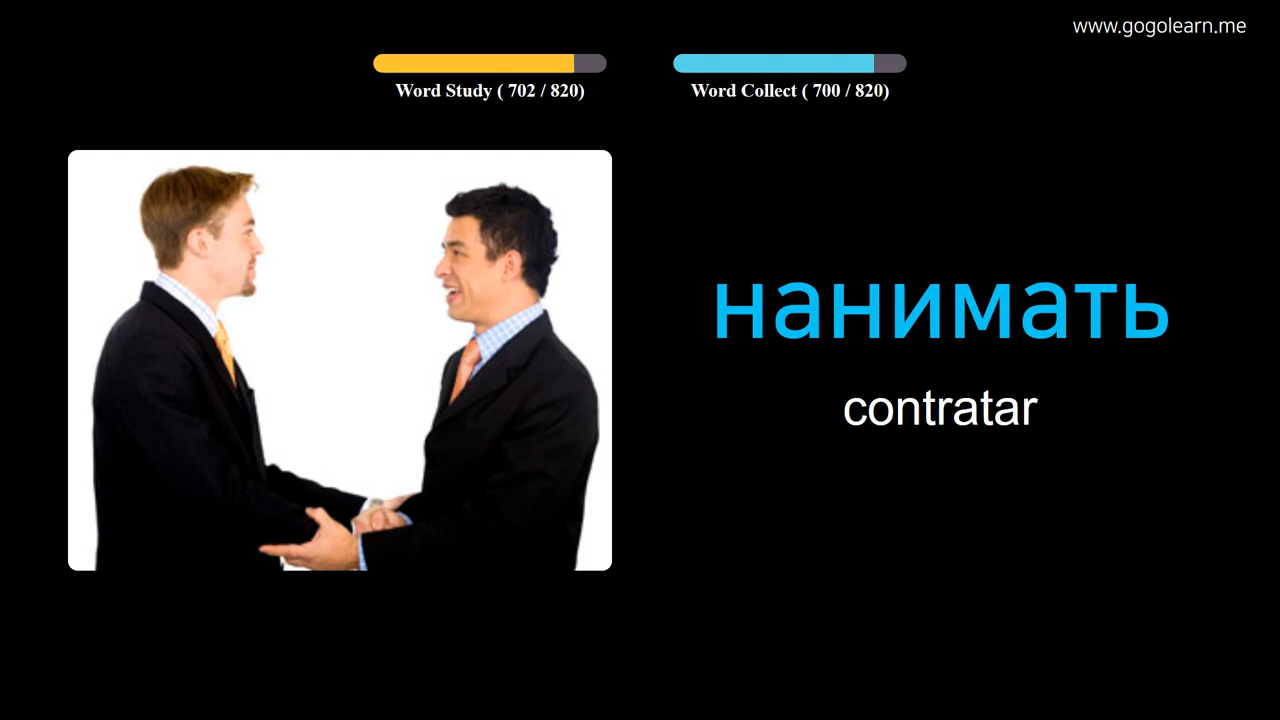 www.gogolearn.me
Word Study ( 702 / 820)
Word Collect ( 700 / 820)
нанимать
contratar